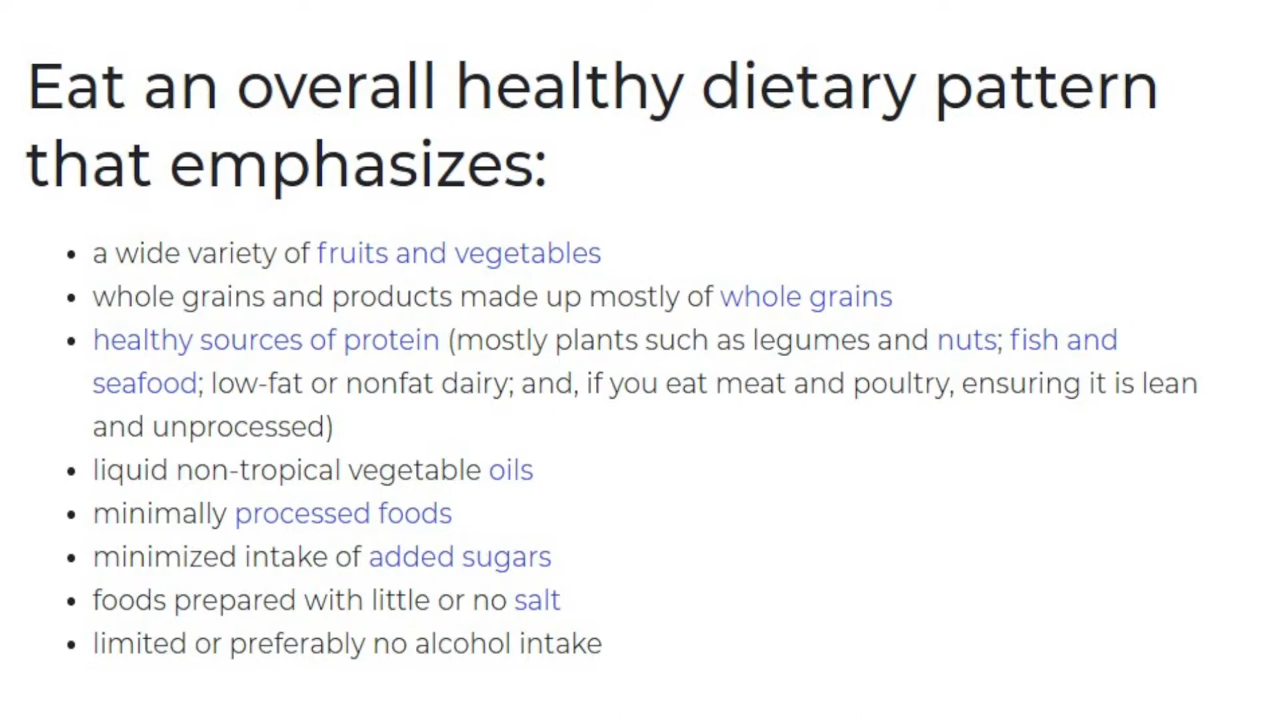 Eat an overall healthy dietary pattern
that emphasizes:
• a wide variety of fruits and vegetables
• whole grains and products made up mostly of whole grains
• healthy sources of protein (mostly plants such as legumes and nuts; fish and
seafood; low-fat or nonfat dairy; and, if you eat meat and poultry, ensuring it is lean
and unprocessed)
• liquid non-tropical vegetable oils
• minimally processed foods
• minimized intake of added sugars
• foods prepared with little or no salt
• limited or preferably no alcohol intake